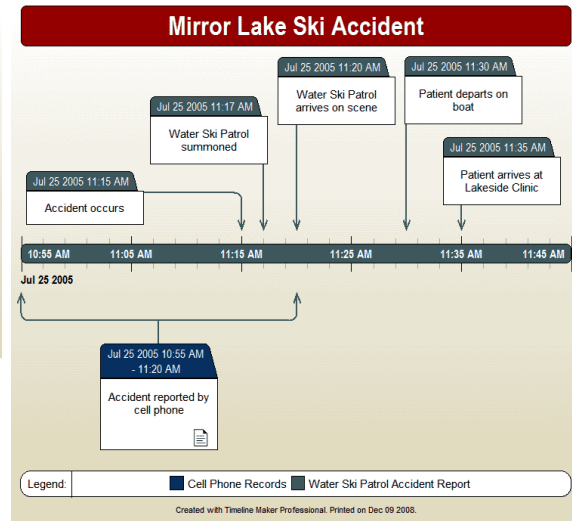 Mirror Lake Ski Accident
Jul 25 2005 11:20 AM
Water Ski Patrol
arrives on scene
Jul 25 2005 11:30 AM
Patient departs on
boat
Jul 25 2005 11:17 AM
Water Ski Patrol
summoned
Jul 25 2005 11:35 AM
Patient arrives at
Lakeside Clinic
Jul 25 2005 11:15 AM
Accident occurs
10:55 AM 11:05 AM 11:15 AM 11:25 AM 11:35 AM 11:45 AM
Jul 25 2005
Jul 25 2005 10:55 AM
- 11:20 AM
Accident reported by
cell phone
Legend: Cell Phone Records Water Ski Patrol Accident Report
Created with Timeline Maker Professional. Printed on Dec 09 2008.